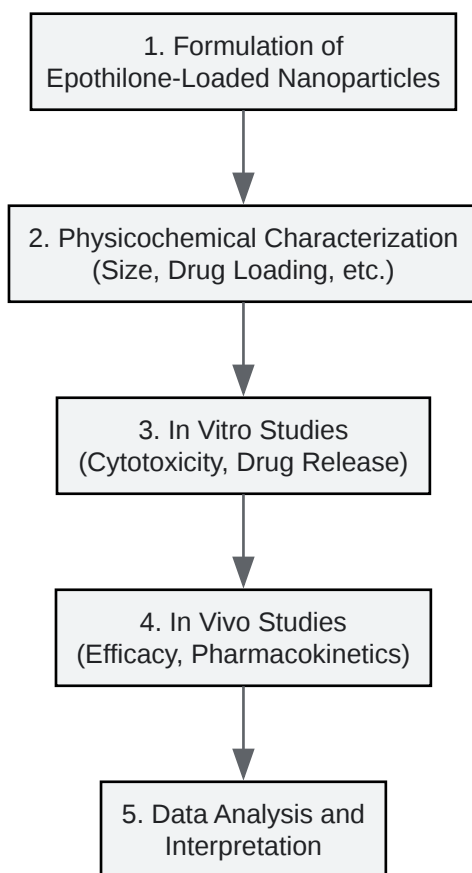 1. Formulation of
Epothilone-Loaded Nanoparticles
2. Physicochemical Characterization
(Size, Drug Loading, etc.)
3. In Vitro Studies
(Cytotoxicity, Drug Release)
4. In Vivo Studies
(Efficacy, Pharmacokinetics)
5. Data Analysis and
Interpretation